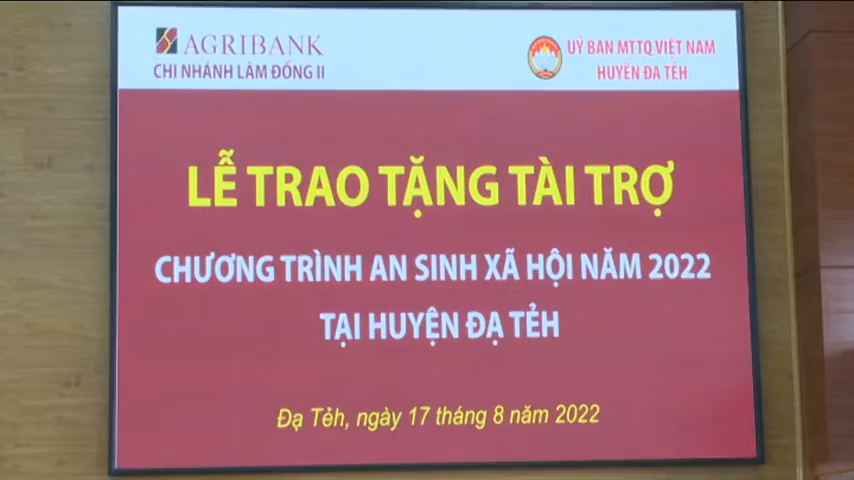 AGRIBANK
CHI NHÁNH LÂM ĐỒNG II
UỶ BAN MTTQ VIỆT NAM
HUYỆN ĐẠ TẺH
LỄ TRAO TẶNG TÀI TRỢ
CHƯƠNG TRÌNH AN SINH XÃ HỘI NĂM 2022
TẠI HUYỆN ĐẠ TẺH
Đạ Tẻh, ngày 17 tháng 8 năm 2022